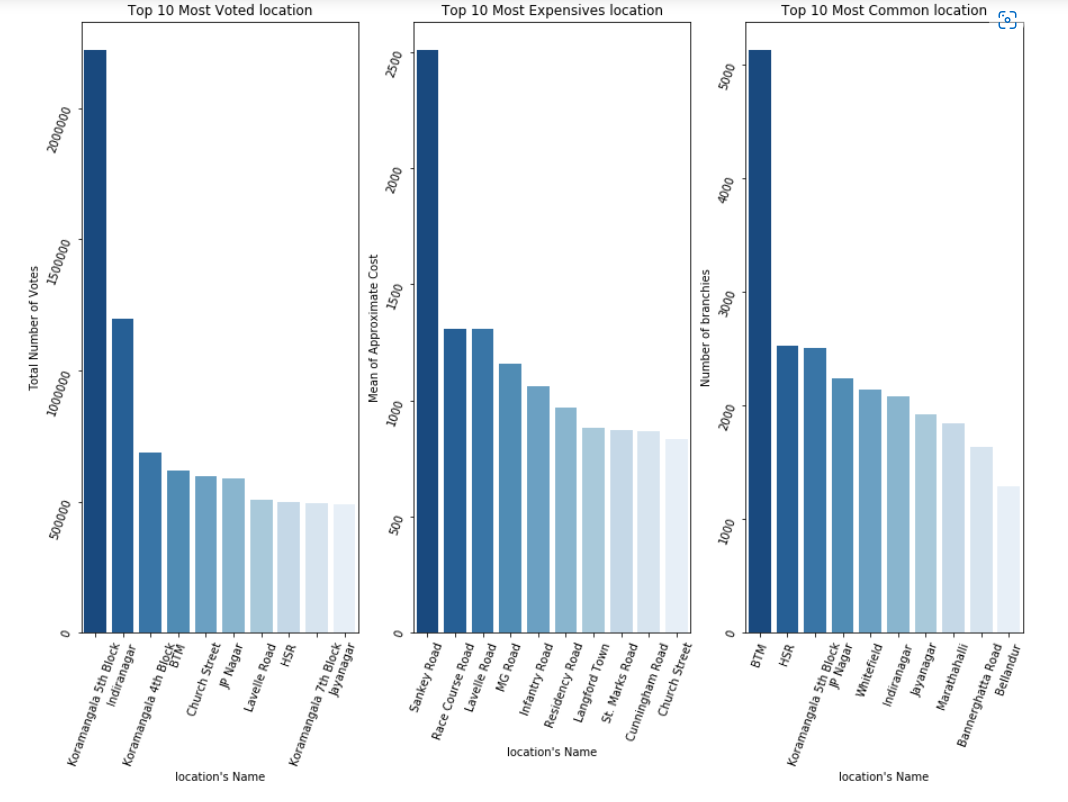 Top 10 Most Voted location
Total Number of Votes
2000000
1500000
1000000
500000
0
Koramangala 5th Block
Indiranagar
Koramangala 4th Block
BTM
Church Street
JP Nagar
Lavelle Road
HSR
Koramangala 7th Block
Jayanagar
location's Name
Top 10 Most Expensives location
Mean of Approximate Cost
2500
2000
1500
1000
500
0
Sankey Road
Race Course Road
Lavelle Road
MG Road
Infantry Road
Residency Road
Langford Town
St. Marks Road
Cunningham Road
Church Street
location's Name
Top 10 Most Common location
Number of branchies
5000
4000
3000
2000
1000
0
BTM
HSR
Koramangala 5th Block
JP Nagar
Whitefield
Indiranagar
Jayanagar
Marathahalli
Bannerghatta Road
Bellandur
location's Name